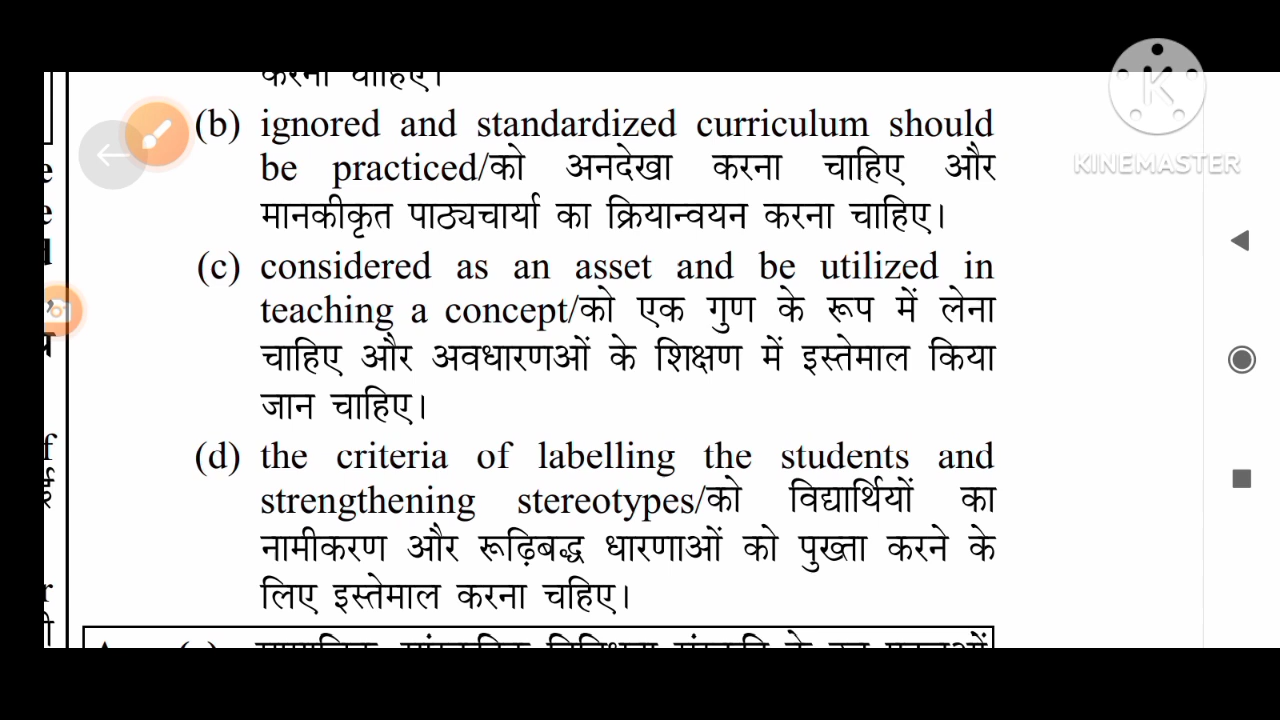 करना चाहिए।
(b) ignored and standardized curriculum should
be practiced/को अनदेखा करना चाहिए और
मानकीकृत पाठ्यचार्या का क्रियान्वयन करना चाहिए।
(c) considered as an asset and be utilized in
teaching a concept/को एक गुण के रूप में लेना
चाहिए और अवधारणओं के शिक्षण में इस्तेमाल किया
जान चाहिए।
(d) the criteria of labelling the students and
strengthening stereotypes/को विद्यार्थियों का
नामीकरण और रूढ़िबद्ध धारणाओं को पुख्ता करने के
लिए इस्तेमाल करना चहिए।
K
KINEMASTER